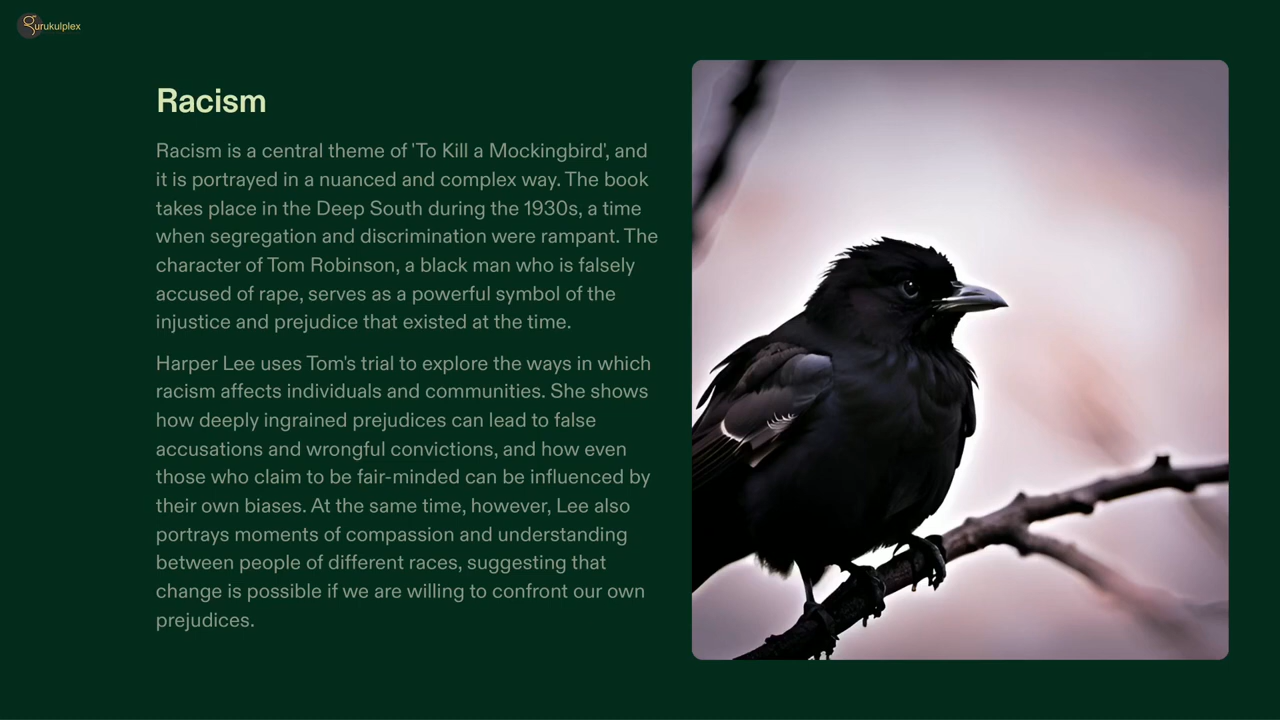 gurukulplex
Racism
Racism is a central theme of 'To Kill a Mockingbird', and
it is portrayed in a nuanced and complex way. The book
takes place in the Deep South during the 1930s, a time
when segregation and discrimination were rampant. The
character of Tom Robinson, a black man who is falsely
accused of rape, serves as a powerful symbol of the
injustice and prejudice that existed at the time.
Harper Lee uses Tom's trial to explore the ways in which
racism affects individuals and communities. She shows
how deeply ingrained prejudices can lead to false
accusations and wrongful convictions, and how even
those who claim to be fair-minded can be influenced by
their own biases. At the same time, however, Lee also
portrays moments of compassion and understanding
between people of different races, suggesting that
change is possible if we are willing to confront our own
prejudices.